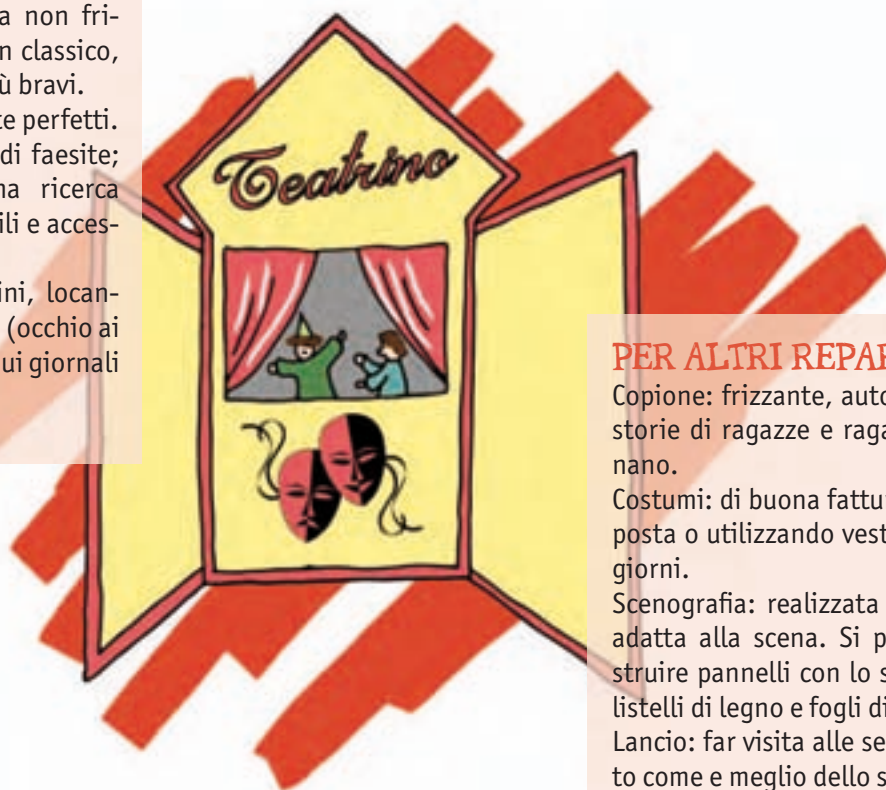 a non fri-
n classico,
ù bravi.
te perfetti.
di faesite;
na ricerca
ili e acces-
ini, locan-
(occhio ai
ui giornali
Teatrino
PER ALTRI REPAR
Copione: frizzante, auto
storie di ragazze e raga
nano.
Costumi: di buona fattu
posta o utilizzando vest
giorni.
Scenografia: realizzata
adatta alla scena. Si p
struire pannelli con lo s
listelli di legno e fogli di
Lancio: far visita alle se
to come e meglio dello s